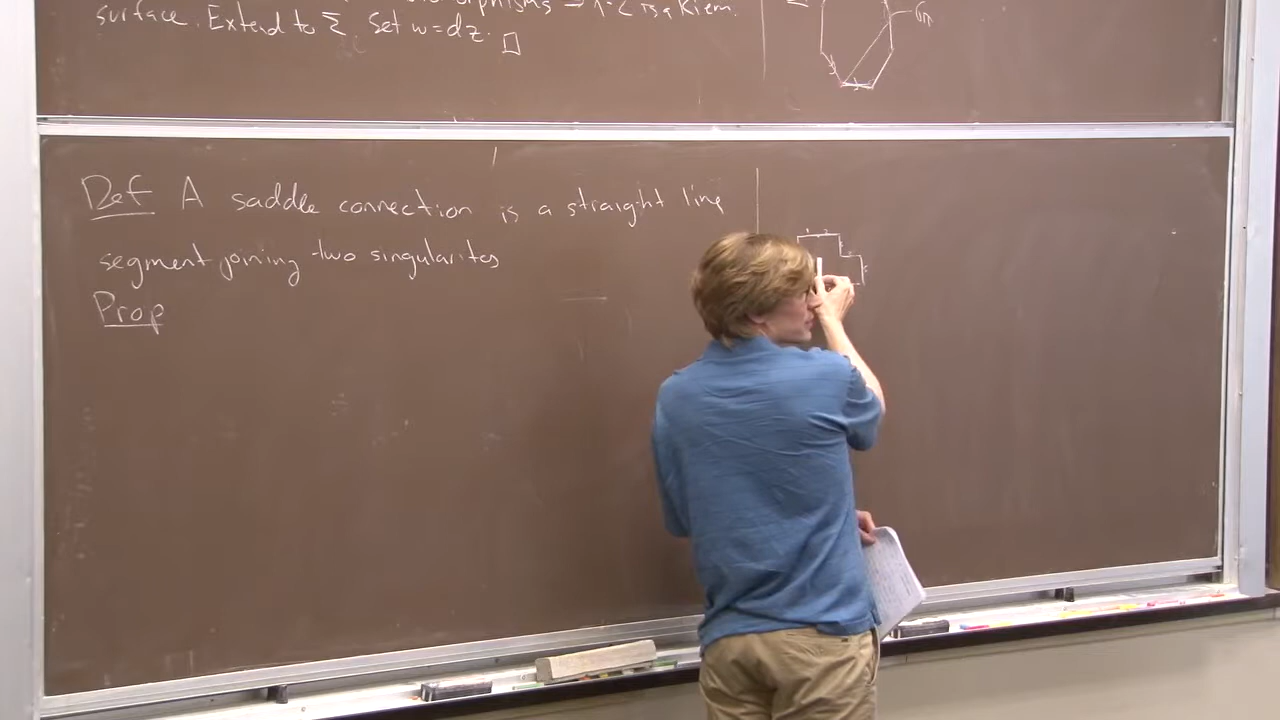 surface. Extend to Σ. Set w=dz. □
Def A saddle connection is a straight line
segment joining two singularites
Prop